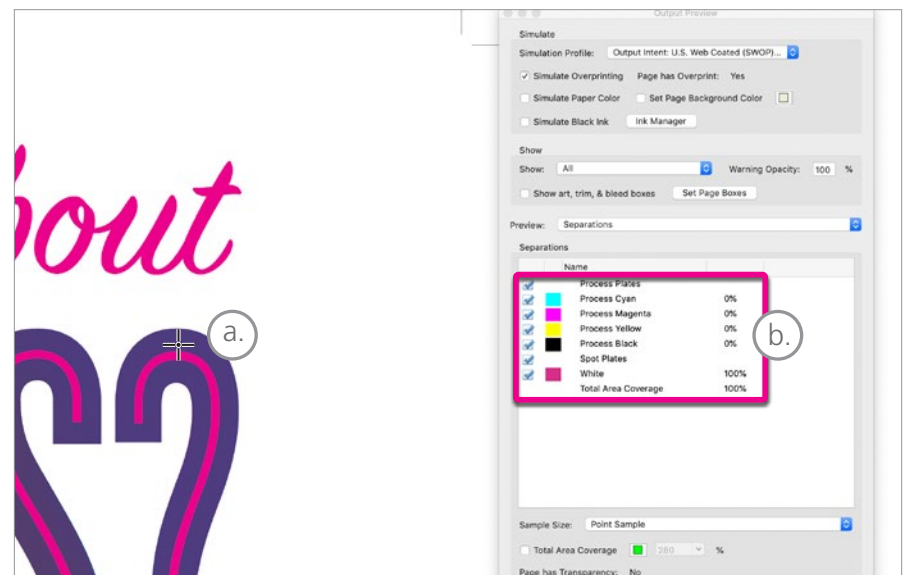 Output Preview
Simulate
Simulation Profile: Output Intent: U.S. Web Coated (SWOP)...
Simulate Overprinting Page has Overprint: Yes
Simulate Paper Color Set Page Background Color
Simulate Black Ink Ink Manager
Show
Show: All Warning Opacity: 100 %
Show art, trim, & bleed boxes Set Page Boxes
Preview: Separations
Separations
Name
Process Plates
Process Cyan 0%
Process Magenta 0%
Process Yellow 0%
Process Black 0%
Spot Plates
White 100%
Total Area Coverage 100%
Sample Size: Point Sample
Total Area Coverage 280 %
Page has Transparency: No
bout
a.
b.